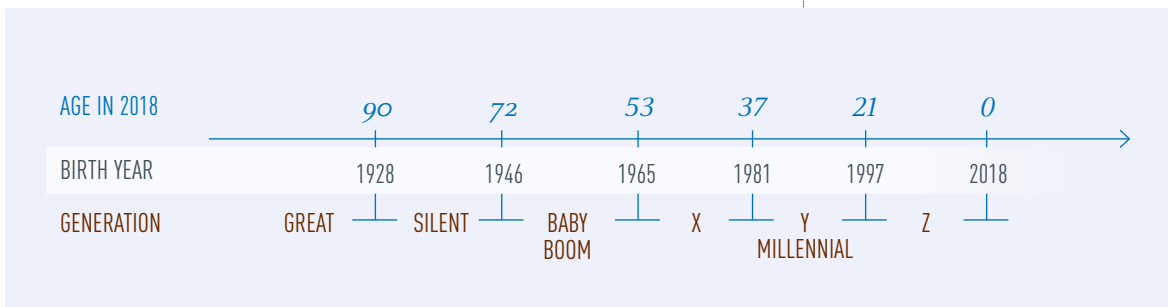 AGE IN 2018 90 72 53 37 21 0
BIRTH YEAR 1928 1946 1965 1981 1997 2018
GENERATION GREAT SILENT BABY X Y Z
BOOM MILLENNIAL